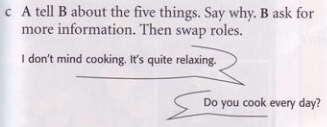 c A tell B about the five things. Say why. B ask for
more information. Then swap roles.
I don't mind cooking. It's quite relaxing.
Do you cook every day?